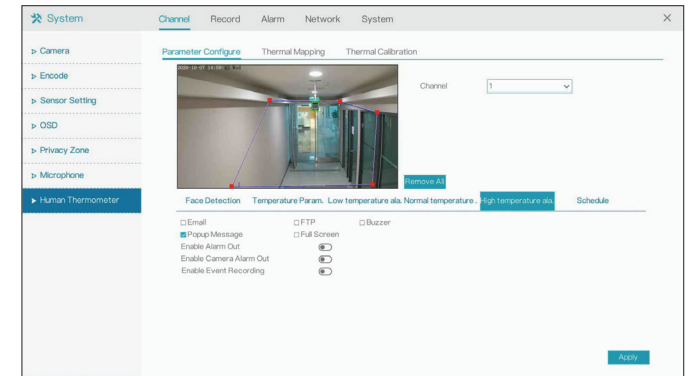 System
Channel Record Alarm Network System
Camera
Parameter Configure Thermal Mapping Thermal Calibration
Channel 1
Encode
Sensor Setting
OSD
Privacy Zone
Microphone
Remove All
Human Thermometer
Face Detection Temperature Param. Low temperature ala. Normal temperature . High temperature ala. Schedule
Email FTP Buzzer
Popup Message Full Screen
Enable Alarm Out
Enable Camera Alarm Out
Enable Event Recording
Apply